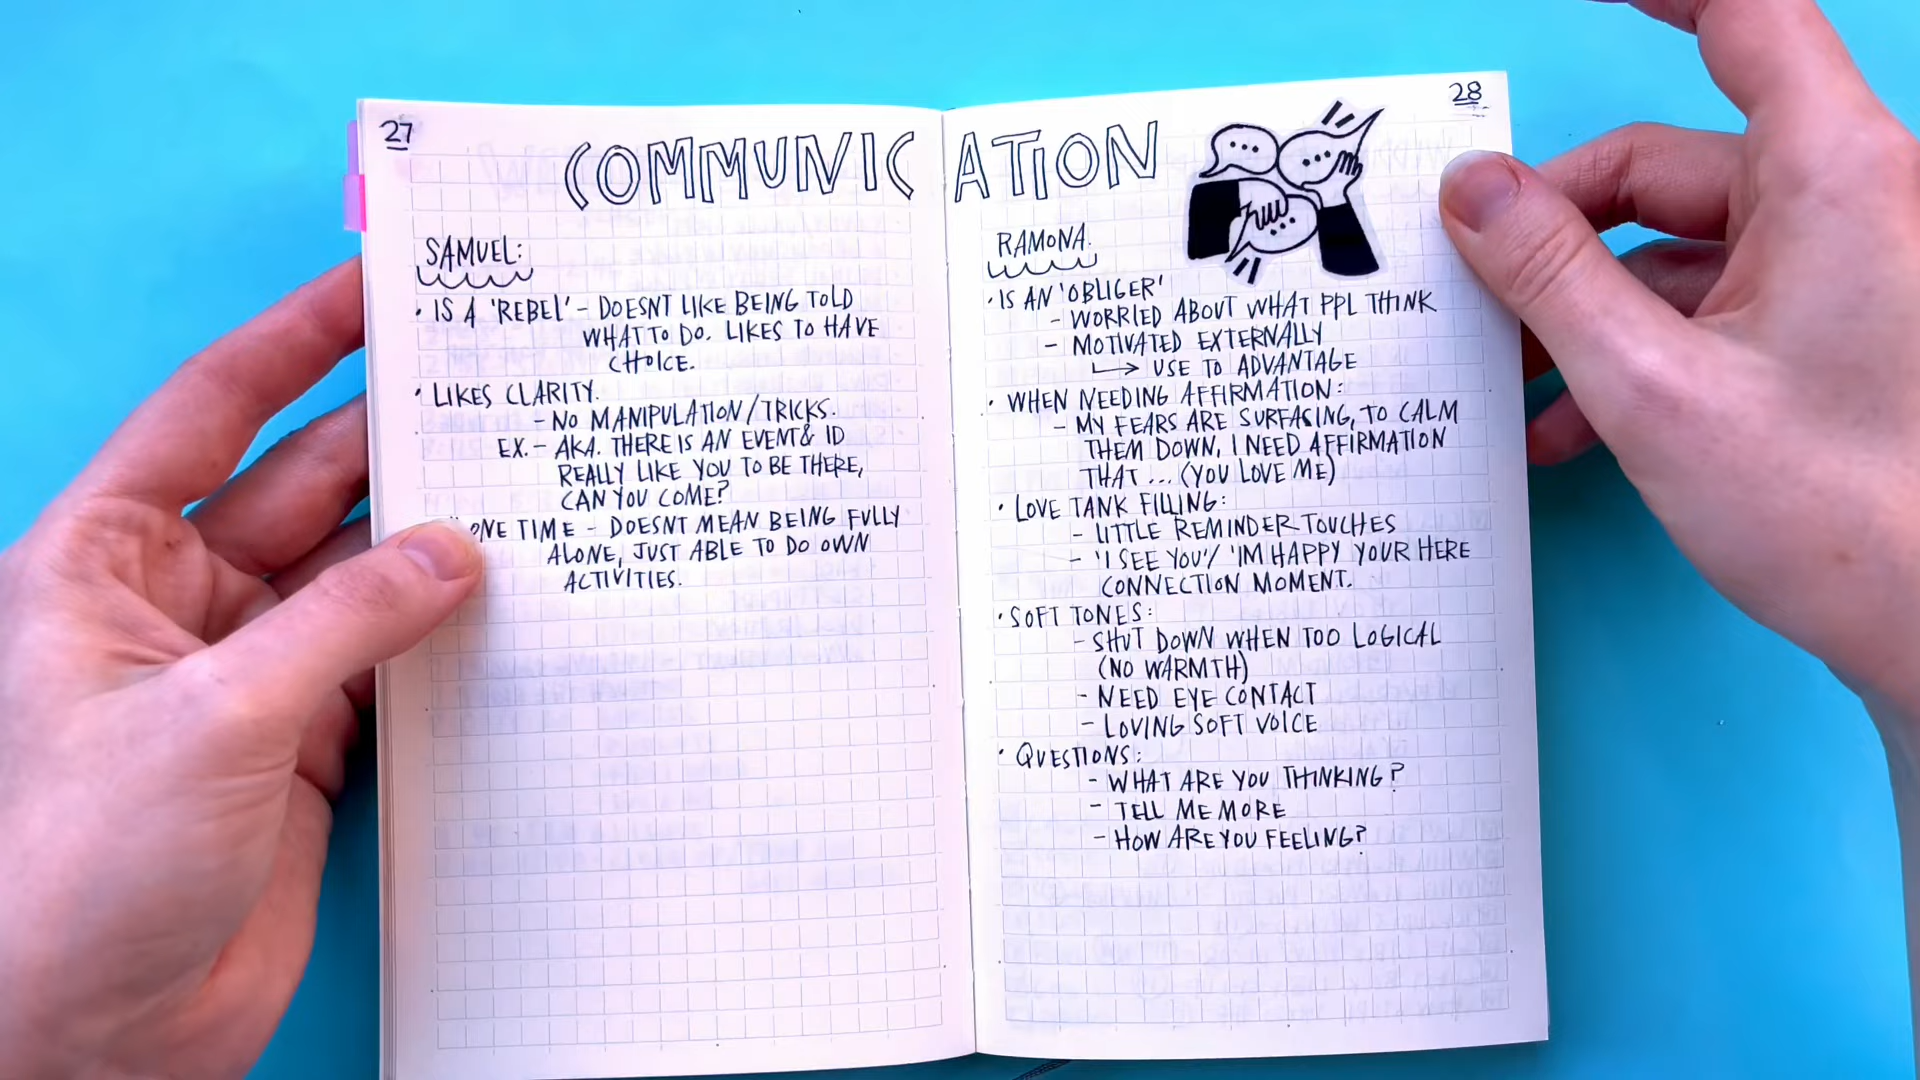 27
28
COMMUNICATION
SAMUEL:
• IS A 'REBEL' - DOESNT LIKE BEING TOLD
WHAT TO DO. LIKES TO HAVE
CHOICE.
• LIKES CLARITY.
- NO MANIPULATION/TRICKS.
EX. - AKA. THERE IS AN EVENT & ID
REALLY LIKE YOU TO BE THERE,
CAN YOU COME?
ONE TIME - DOESNT MEAN BEING FULLY
ALONE, JUST ABLE TO DO OWN
ACTIVITIES.
RAMONA.
• IS AN 'OBLIGER'
- WORRIED ABOUT WHAT PPL THINK
- MOTIVATED EXTERNALLY
↳ USE TO ADVANTAGE
• WHEN NEEDING AFFIRMATION:
- MY FEARS ARE SURFASING, TO CALM
THEM DOWN, I NEED AFFIRMATION
THAT... (YOU LOVE ME)
• LOVE TANK FILLING:
- LITTLE REMINDER TOUCHES
- 'I SEE YOU'/ 'IM HAPPY YOUR HERE
CONNECTION MOMENT.
• SOFT TONES:
- SHUT DOWN WHEN TOO LOGICAL
(NO WARMTH)
- NEED EYE CONTACT
- LOVING SOFT VOICE
• QUESTIONS:
- WHAT ARE YOU THINKING?
- TELL ME MORE
- HOW ARE YOU FEELING?